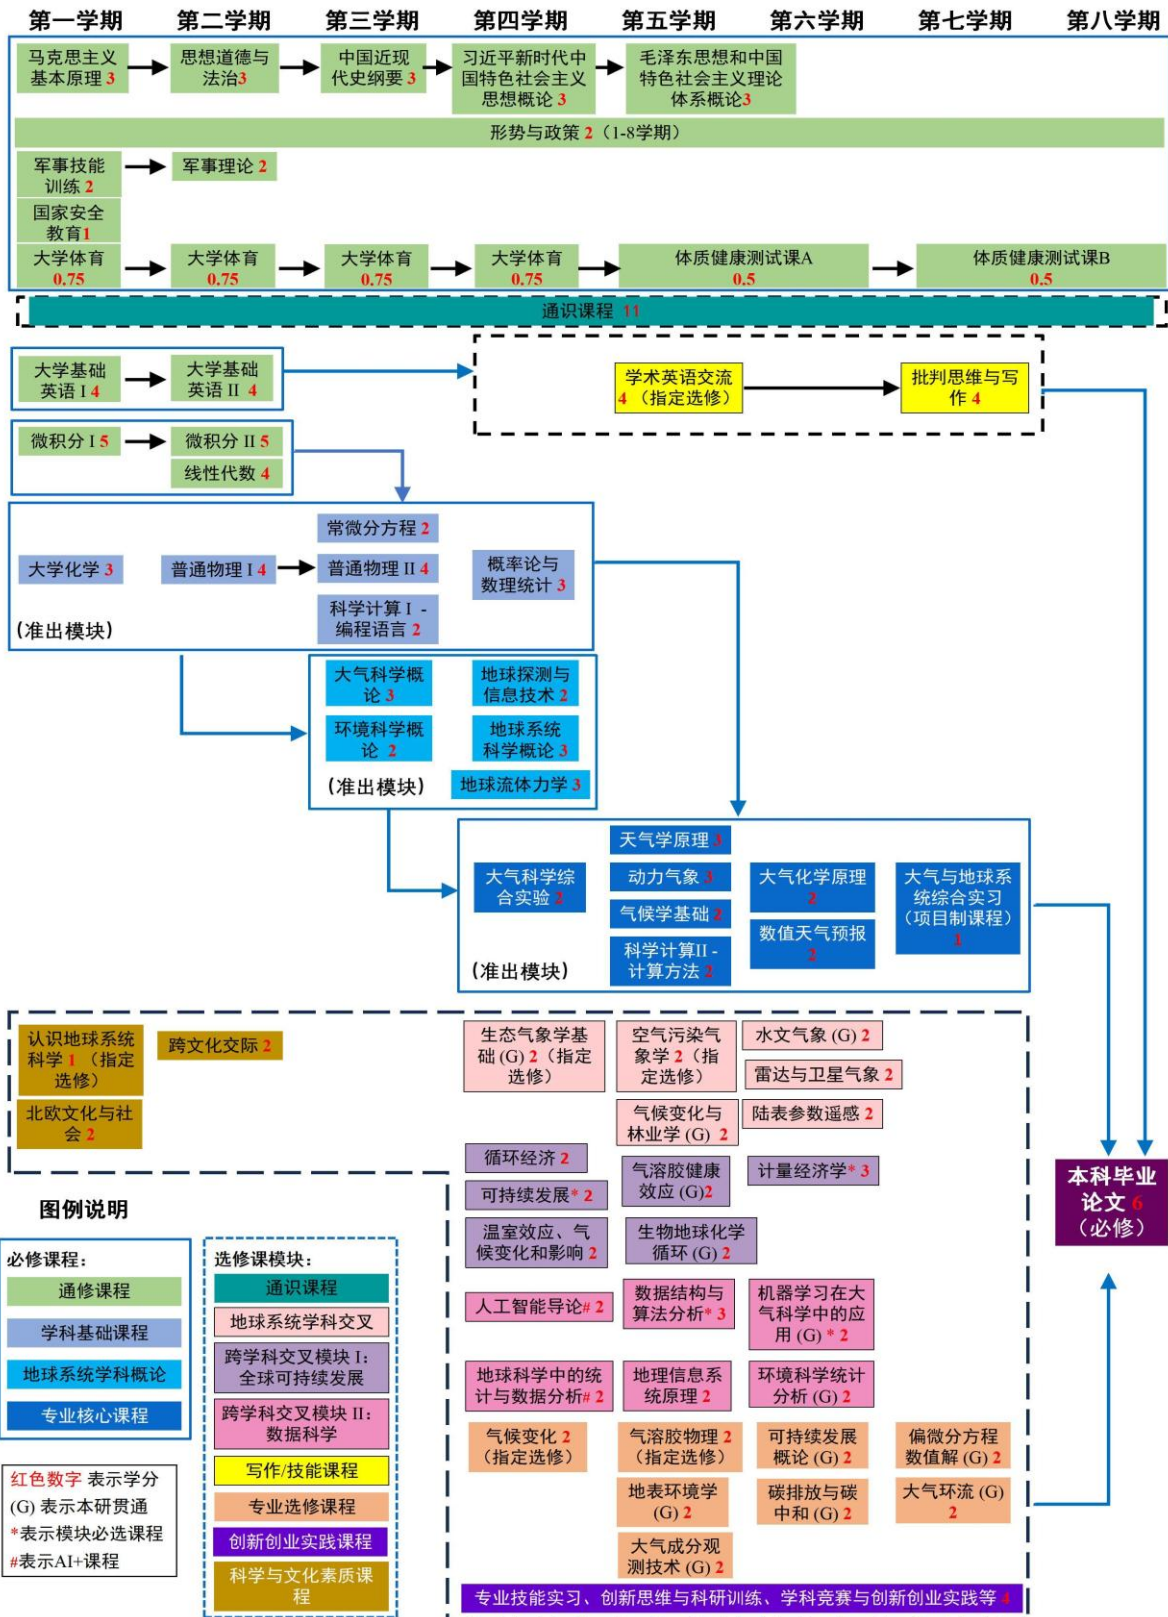 第一学期 第二学期 第三学期 第四学期 第五学期 第六学期 第七学期 第八学期
马克思主义
基本原理 3
思想道德与
法治3
中国近现
代史纲要 3
习近平新时代中
国特色社会主义
思想概论 3
毛泽东思想和中国
特色社会主义理论
体系概论3
形势与政策 2（1-8学期）
军事技能
训练 2
军事理论 2
国家安全
教育1
大学体育
0.75
大学体育
0.75
大学体育
0.75
大学体育
0.75
体质健康测试课A
0.5
体质健康测试课B
0.5
通识课程 11
大学基础
英语 I 4
大学基础
英语 II 4
学术英语交流
4（指定选修）
批判思维与写
作 4
微积分 I 5
微积分 II 5
线性代数 4
大学化学 3
普通物理 I 4
常微分方程 2
普通物理 II 4
科学计算 I -
编程语言 2
概率论与
数理统计 3
(准出模块)
大气科学概
论 3
地球探测与
信息技术 2
环境科学概
论 2
地球系统
科学概论 3
(准出模块)
地球流体力学 3
天气学原理 3
大气科学综
合实验 2
动力气象 3
气候学基础 2
科学计算II -
计算方法 2
大气化学原理
2
数值天气预报
2
大气与地球系
统综合实习
（项目制课程）
1
(准出模块)
认识地球系统
科学 1（指定
选修）
跨文化交际 2
北欧文化与社
会 2
生态气象学基
础 (G) 2（指定
选修）
空气污染气
象学 2（指
定选修）
水文气象 (G) 2
雷达与卫星气象 2
气候变化与
林业学 (G) 2
陆表参数遥感 2
循环经济 2
气溶胶健康
效应 (G)2
计量经济学* 3
可持续发展* 2
温室效应、气
候变化和影响 2
生物地球化学
循环 (G) 2
人工智能导论# 2
数据结构与
算法分析* 3
机器学习在大
气科学中的应
用 (G) * 2
地球科学中的统
计与数据分析# 2
地理信息系
统原理 2
环境科学统计
分析 (G) 2
气候变化 2
（指定选修）
气溶胶物理 2
（指定选修）
可持续发展
概论 (G) 2
偏微分方程
数值解 (G) 2
地表环境学
(G) 2
碳排放与碳
中和 (G) 2
大气环流 (G)
2
大气成分观
测技术 (G) 2
专业技能实习、创新思维与科研训练、学科竞赛与创新创业实践等 4
本科毕业
论文 6
（必修）
图例说明
必修课程：
通修课程
学科基础课程
地球系统学科概论
专业核心课程
选修课模块：
通识课程
地球系统学科交叉
跨学科交叉模块 I：
全球可持续发展
跨学科交叉模块 II：
数据科学
写作/技能课程
专业选修课程
创新创业实践课程
科学与文化素质课
程
红色数字 表示学分
(G) 表示本研贯通
*表示模块必选课程
#表示AI+课程